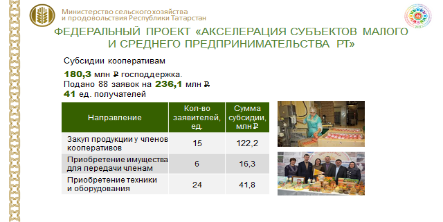 Министерство сельского хозяйства
и продовольствия Республики Татарстан
ФЕДЕРАЛЬНЫЙ ПРОЕКТ «АКСЕЛЕРАЦИЯ СУБЪЕКТОВ МАЛОГО
И СРЕДНЕГО ПРЕДПРИНИМАТЕЛЬСТВА РТ»
Субсидии кооперативам
180,3 млн ₽ господдержка.
Подано 88 заявок на 236,1 млн ₽
41 ед. получателей
Направление Кол-во заявителей, ед. Сумма субсидии, млн ₽
Закуп продукции у членов кооперативов 15 122,2
Приобретение имущества для передачи членам 6 16,3
Приобретение техники и оборудования 24 41,8